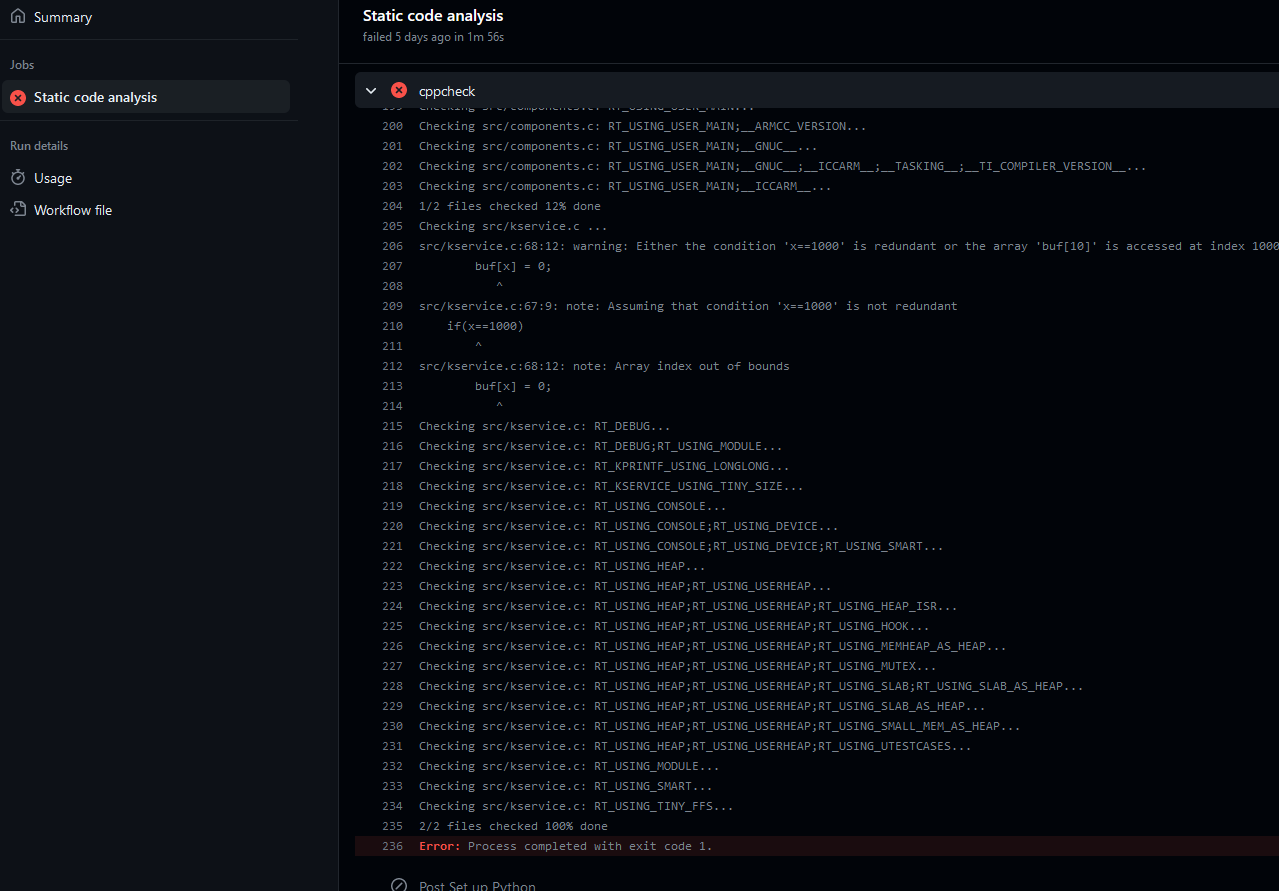 Summary
Jobs
Static code analysis
Run details
Usage
Workflow file
Static code analysis
failed 5 days ago in 1m 56s
cppcheck
199 Checking src/components.c: RT_USING_USER_MAIN...
200 Checking src/components.c: RT_USING_USER_MAIN;__ARMCC_VERSION...
201 Checking src/components.c: RT_USING_USER_MAIN;__GNUC__...
202 Checking src/components.c: RT_USING_USER_MAIN;__GNUC__;__ICCARM__;__TASKING__;__TI_COMPILER_VERSION__...
203 Checking src/components.c: RT_USING_USER_MAIN;__ICCARM__...
204 1/2 files checked 12% done
205 Checking src/kservice.c ...
206 src/kservice.c:68:12: warning: Either the condition 'x==1000' is redundant or the array 'buf[10]' is accessed at index 1000
207 buf[x] = 0;
208 ^
209 src/kservice.c:67:9: note: Assuming that condition 'x==1000' is not redundant
210 if(x==1000)
211 ^
212 src/kservice.c:68:12: note: Array index out of bounds
213 buf[x] = 0;
214 ^
215 Checking src/kservice.c: RT_DEBUG...
216 Checking src/kservice.c: RT_DEBUG;RT_USING_MODULE...
217 Checking src/kservice.c: RT_KPRINTF_USING_LONGLONG...
218 Checking src/kservice.c: RT_KSERVICE_USING_TINY_SIZE...
219 Checking src/kservice.c: RT_USING_CONSOLE...
220 Checking src/kservice.c: RT_USING_CONSOLE;RT_USING_DEVICE...
221 Checking src/kservice.c: RT_USING_CONSOLE;RT_USING_DEVICE;RT_USING_SMART...
222 Checking src/kservice.c: RT_USING_HEAP...
223 Checking src/kservice.c: RT_USING_HEAP;RT_USING_USERHEAP...
224 Checking src/kservice.c: RT_USING_HEAP;RT_USING_USERHEAP;RT_USING_HEAP_ISR...
225 Checking src/kservice.c: RT_USING_HEAP;RT_USING_USERHEAP;RT_USING_HOOK...
226 Checking src/kservice.c: RT_USING_HEAP;RT_USING_USERHEAP;RT_USING_MEMHEAP_AS_HEAP...
227 Checking src/kservice.c: RT_USING_HEAP;RT_USING_USERHEAP;RT_USING_MUTEX...
228 Checking src/kservice.c: RT_USING_HEAP;RT_USING_USERHEAP;RT_USING_SLAB;RT_USING_SLAB_AS_HEAP...
229 Checking src/kservice.c: RT_USING_HEAP;RT_USING_USERHEAP;RT_USING_SLAB_AS_HEAP...
230 Checking src/kservice.c: RT_USING_HEAP;RT_USING_USERHEAP;RT_USING_SMALL_MEM_AS_HEAP...
231 Checking src/kservice.c: RT_USING_HEAP;RT_USING_USERHEAP;RT_USING_UTESTCASES...
232 Checking src/kservice.c: RT_USING_MODULE...
233 Checking src/kservice.c: RT_USING_SMART...
234 Checking src/kservice.c: RT_USING_TINY_FFS...
235 2/2 files checked 100% done
236 Error: Process completed with exit code 1.
Post Set up Python